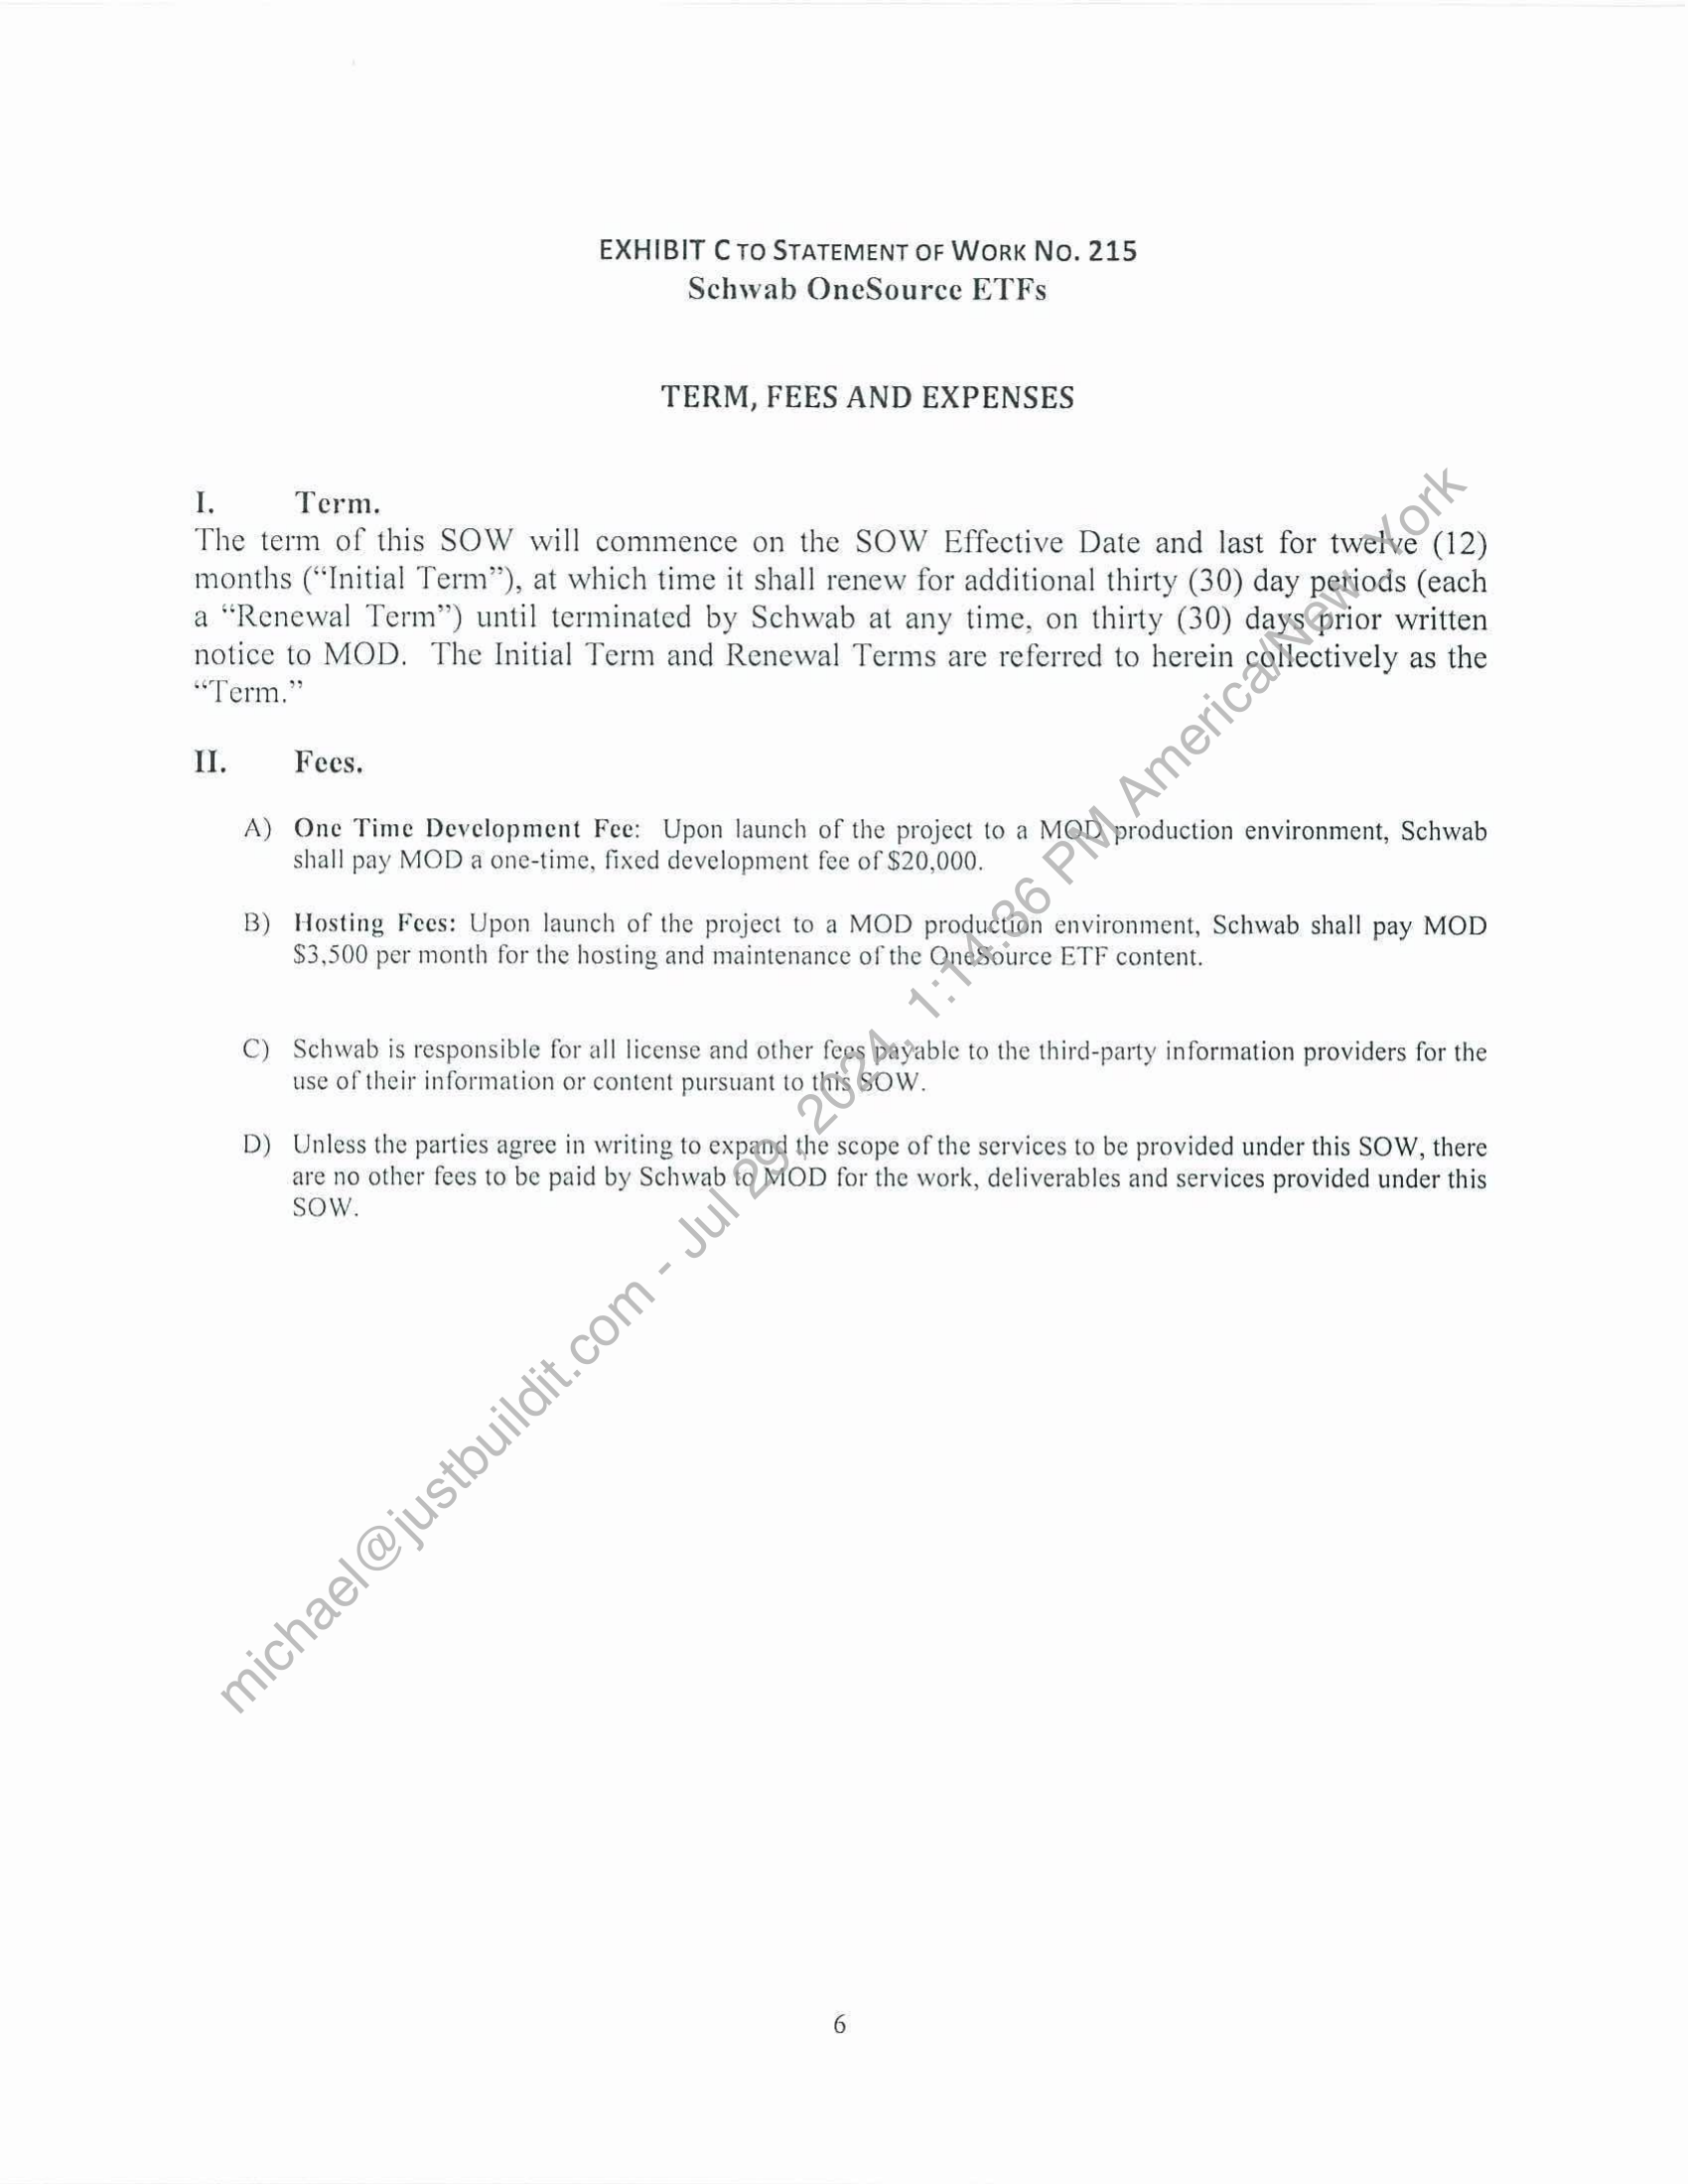 EXHIBIT C TO STATEMENT OF WORK NO. 215
Schwab OneSource ETFs
TERM, FEES AND EXPENSES
I. Term.
The term of this SOW will commence on the SOW Effective Date and last for twelve (12)
months (“Initial Term”), at which time it shall renew for additional thirty (30) day periods (each
a “Renewal Term”) until terminated by Schwab at any time, on thirty (30) days prior written
notice to MOD. The Initial Term and Renewal Terms are referred to herein collectively as the
“Term.”
II. Fees.
A) One Time Development Fee: Upon launch of the project to a MOD production environment, Schwab
shall pay MOD a one-time, fixed development fee of $20,000.
B) Hosting Fees: Upon launch of the project to a MOD production environment, Schwab shall pay MOD
$3,500 per month for the hosting and maintenance of the OneSource ETF content.
C) Schwab is responsible for all license and other fees payable to the third-party information providers for the
use of their information or content pursuant to this SOW.
D) Unless the parties agree in writing to expand the scope of the services to be provided under this SOW, there
are no other fees to be paid by Schwab to MOD for the work, deliverables and services provided under this
SOW.
michael@justbuildit.com - Jul 29, 2024, 1:14:36 PM America/New_York
6